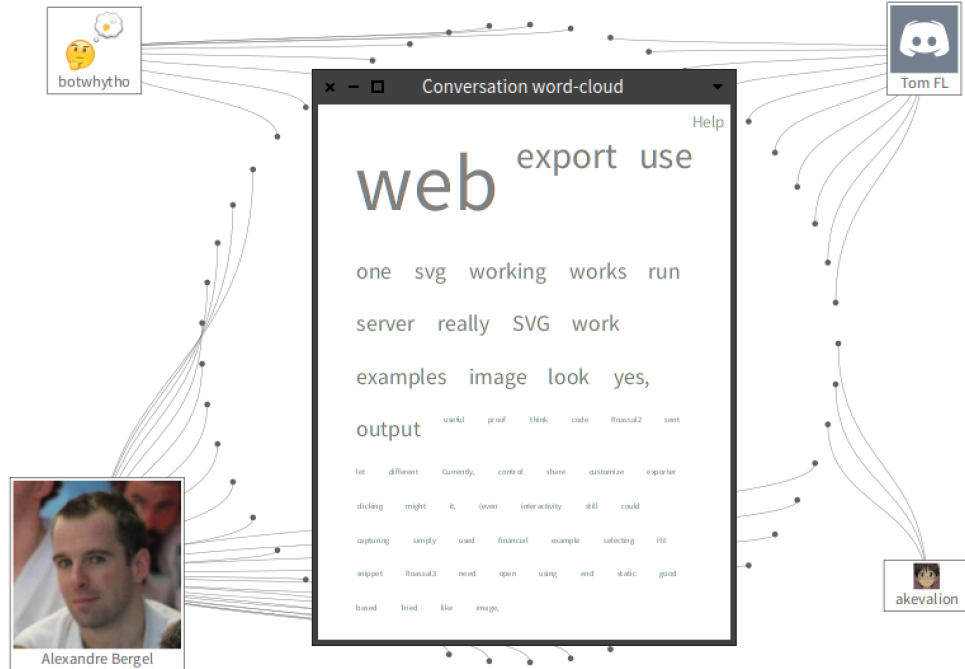 botwhytho
Tom FL
Conversation word-cloud
Help
web export use
one svg working works run
server really SVG work
examples image look yes,
output useful proof think code Roassal2 sent
let different Currently, control share customize exporter
clicking might it, (even interactivity still could
capturing simply used financial example selecting Hi!
snippet Roassal3 need open using end static good
based Tried like image,
akevalion
Alexandre Bergel